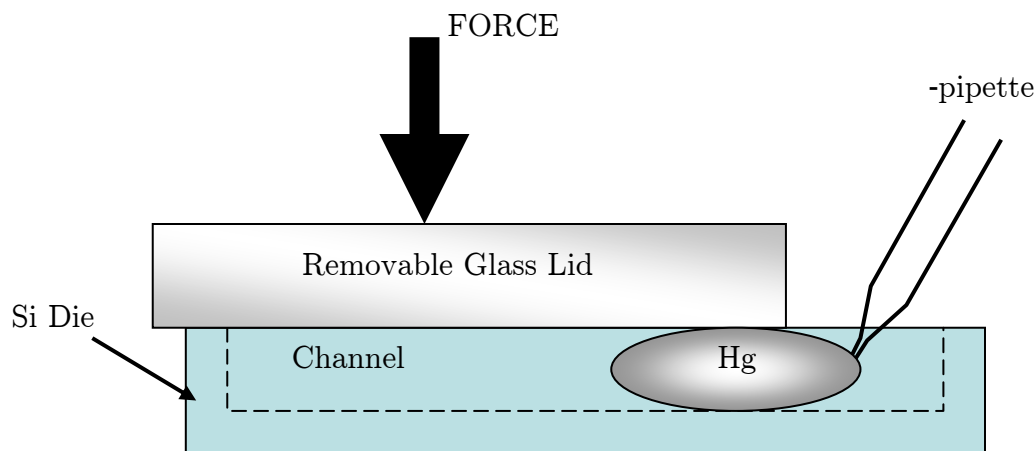 FORCE
-pipette
Removable Glass Lid
Si Die
Channel
Hg